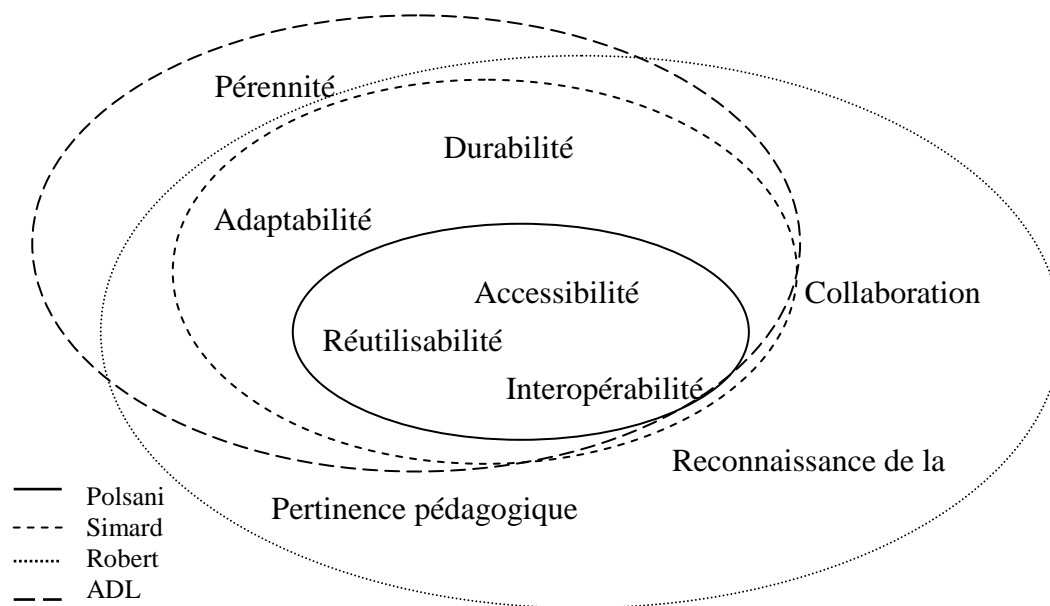 Pérennité
Durabilité
Adaptabilité
Accessibilité
Collaboration
Réutilisabilité
Interopérabilité
Reconnaissance de la
Pertinence pédagogique
Polsani
Simard
Robert
ADL